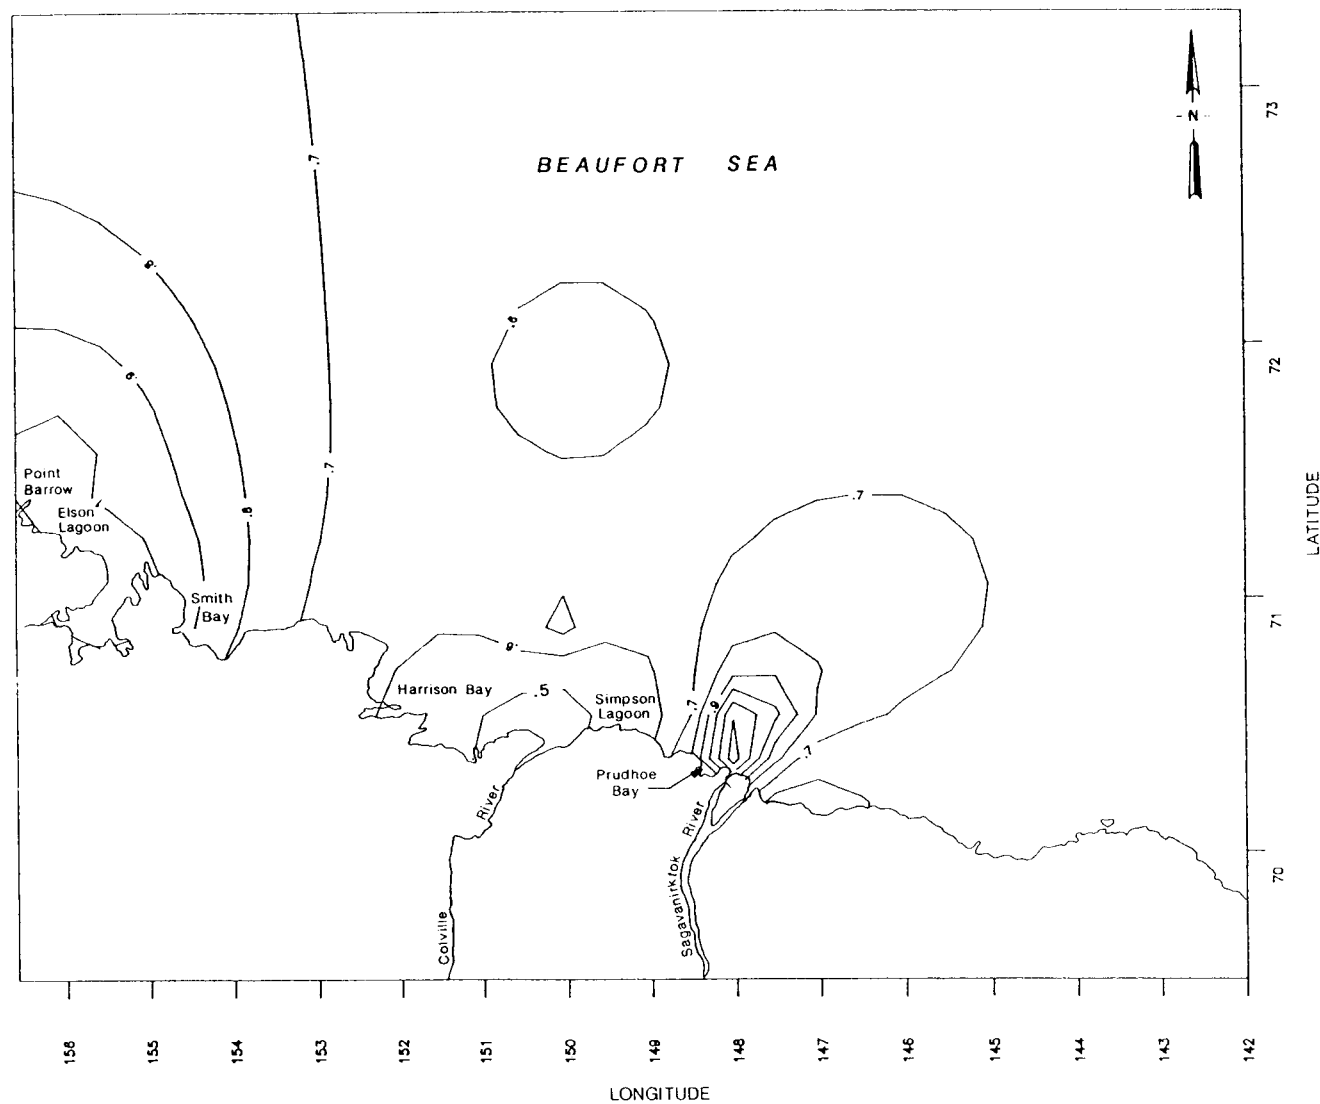 BEAUFORT SEA
- N -
.7
.8
.6
.9
.7
.8
Point
Barrow
Elson
Lagoon
Smith
Bay
.7
.6
Harrison Bay
.5
Simpson
Lagoon
.7
.9
.7
Prudhoe
Bay
River
Colville
River
Sagavanirktok
73
72
71
70
LATITUDE
156
155
154
153
152
151
150
149
148
147
146
145
144
143
142
LONGITUDE